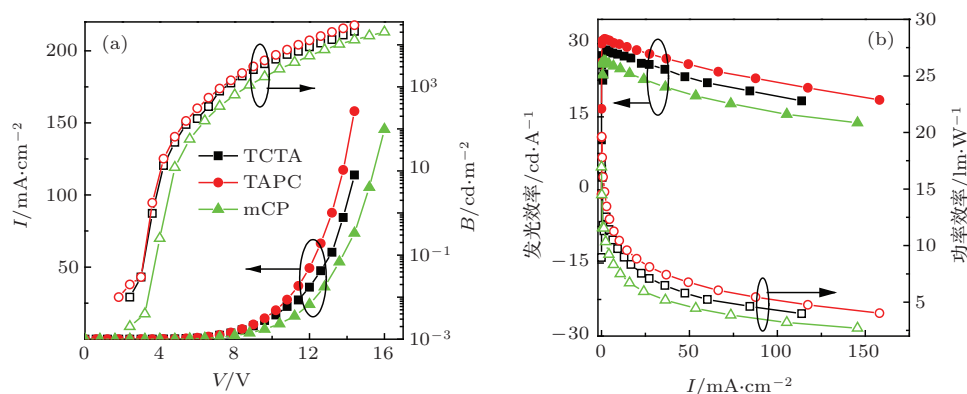 (a)
I/mA·cm−2
200
150
100
50
0
4
8
12
16
V/V
10^3
10
10−1
10−3
B/cd·m−2
TCTA
TAPC
mCP
(b)
发光效率/cd·A−1
30
15
0
−15
−30
0
50
100
150
I/mA·cm−2
30
25
20
15
10
5
功率效率/lm·W−1